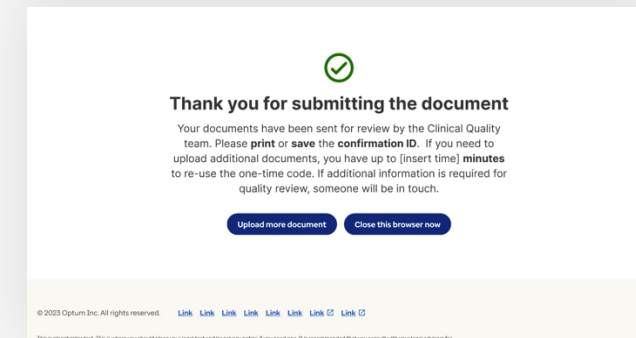 Thank you for submitting the document
Your documents have been sent for review by the Clinical Quality
team. Please print or save the confirmation ID. If you need to
upload additional documents, you have up to [insert time] minutes
to re-use the one-time code. If additional information is required for
quality review, someone will be in touch.
Upload more document Close this browser now
© 2023 Optum Inc. All rights reserved. Link Link Link Link Link Link Link Link